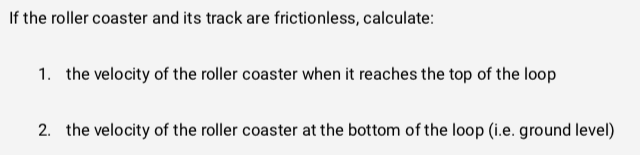 If the roller coaster and its track are frictionless, calculate:
1. the velocity of the roller coaster when it reaches the top of the loop
2. the velocity of the roller coaster at the bottom of the loop (i.e. ground level)